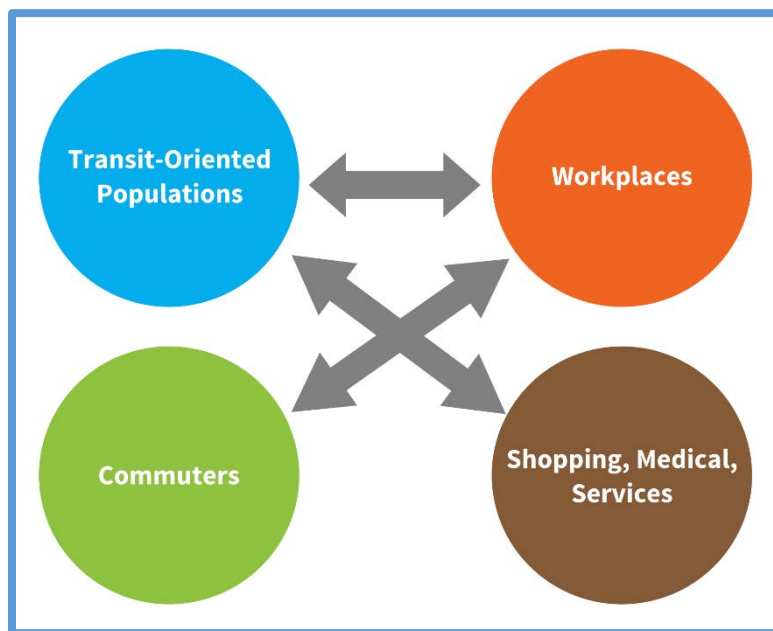 Transit-Oriented
Populations
Workplaces
Commuters
Shopping, Medical,
Services